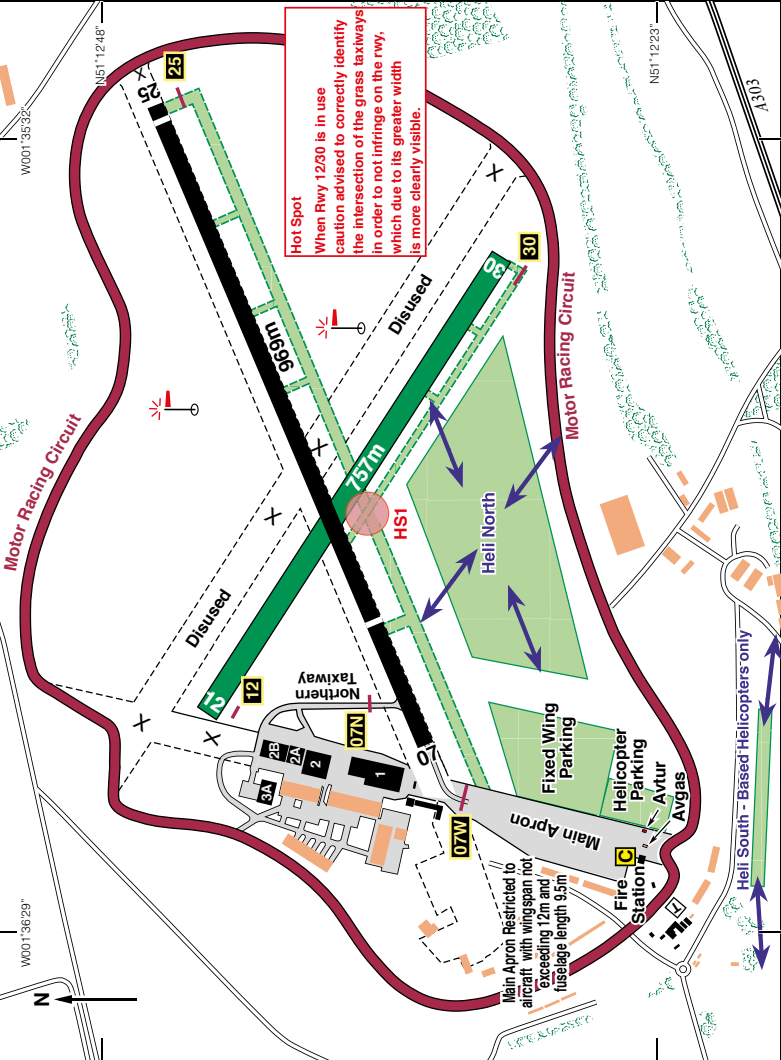 N51°12'48"
N51°12'23"
W001°35'32"
A303
25
25
Hot Spot
When Rwy 12/30 is in use
caution advised to correctly identify
the intersection of the grass taxiways
in order to not infringe on the rwy,
which due to its greater width
is more clearly visible.
X
X
30
30
Disused
969m
Motor Racing Circuit
Motor Racing Circuit
X
757m
X
HS1
Heli North
Disused
12
12
Northern
Taxiway
X
X
07N
07
2B
2A
2
3A
1
07W
Fixed Wing
Parking
Helicopter
Parking
Avtur
Avgas
Main Apron
C
Fire
Station
Main Apron Restricted to
aircraft with wingspan not
exceeding 12m and
fuselage length 9.5m
Heli South - Based Helicopters only
W001°36'29"
N